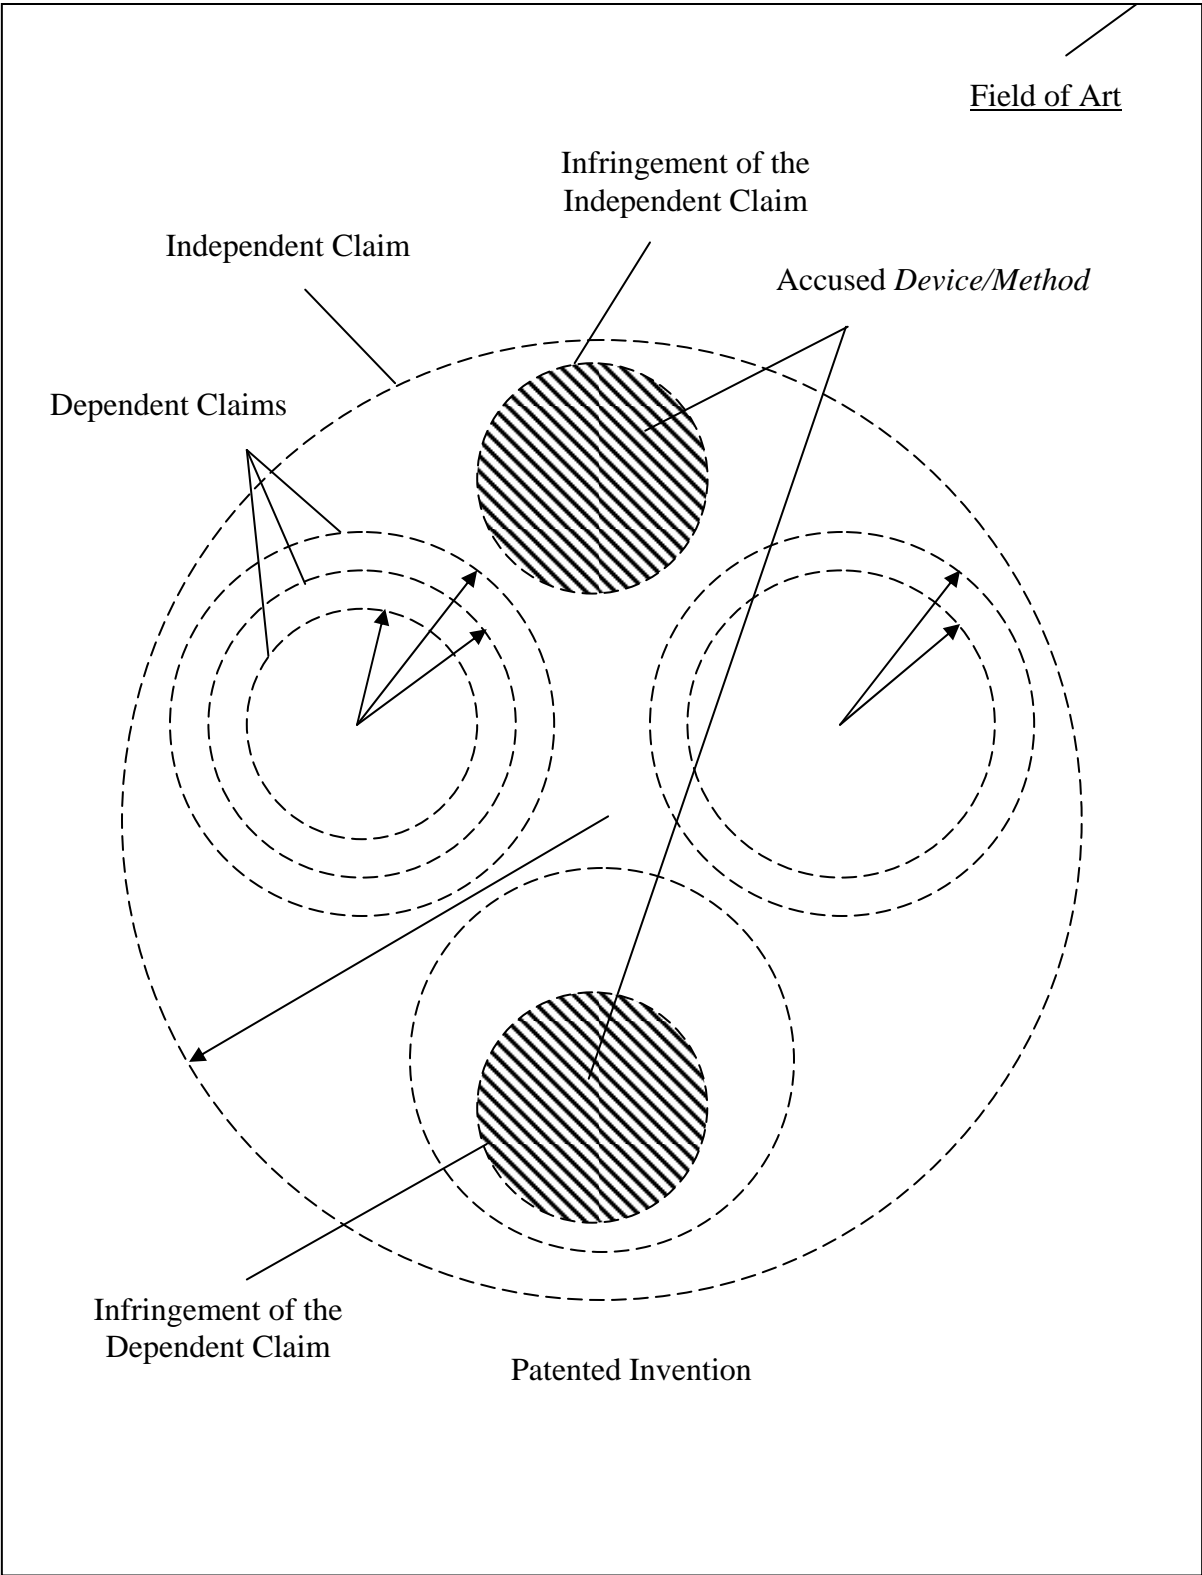 Field of Art
Infringement of the
Independent Claim
Independent Claim
Accused Device/Method
Dependent Claims
Infringement of the
Dependent Claim
Patented Invention